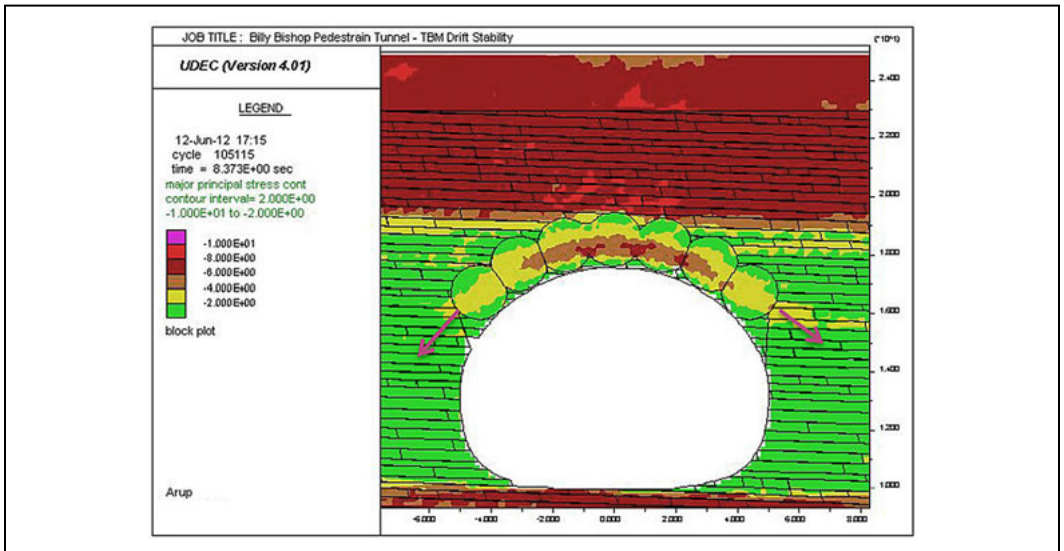 JOB TITLE : Billy Bishop Pedestrain Tunnel - TBM Drift Stability
(*10^1)
UDEC (Version 4.01)
LEGEND
12-Jun-12 17:15
cycle 105115
time = 8.373E+00 sec
major principal stress cont
contour interval= 2.000E+00
-1.000E+01 to -2.000E+00
-1.000E+01
-8.000E+00
-6.000E+00
-4.000E+00
-2.000E+00
block plot
Arup
2.400
2.200
2.000
1.800
1.600
1.400
1.200
1.000
-6.000 -4.000 -2.000 0.000 2.000 4.000 6.000 8.000